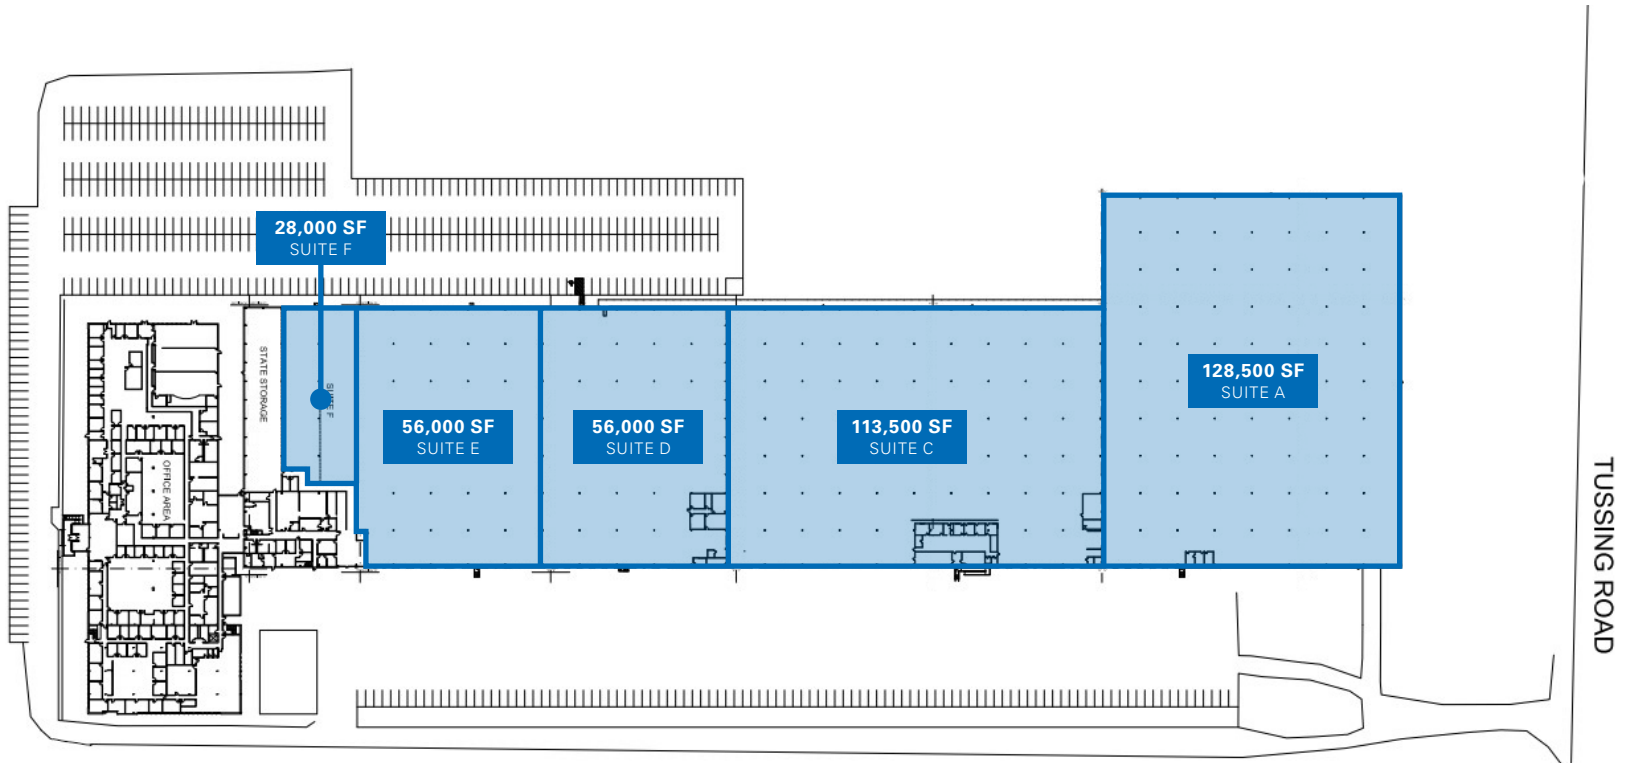 28,000 SF
SUITE F
STATE STORAGE
SUITE F
OFFICE AREA
56,000 SF
SUITE E
56,000 SF
SUITE D
113,500 SF
SUITE C
128,500 SF
SUITE A
TUSSING ROAD